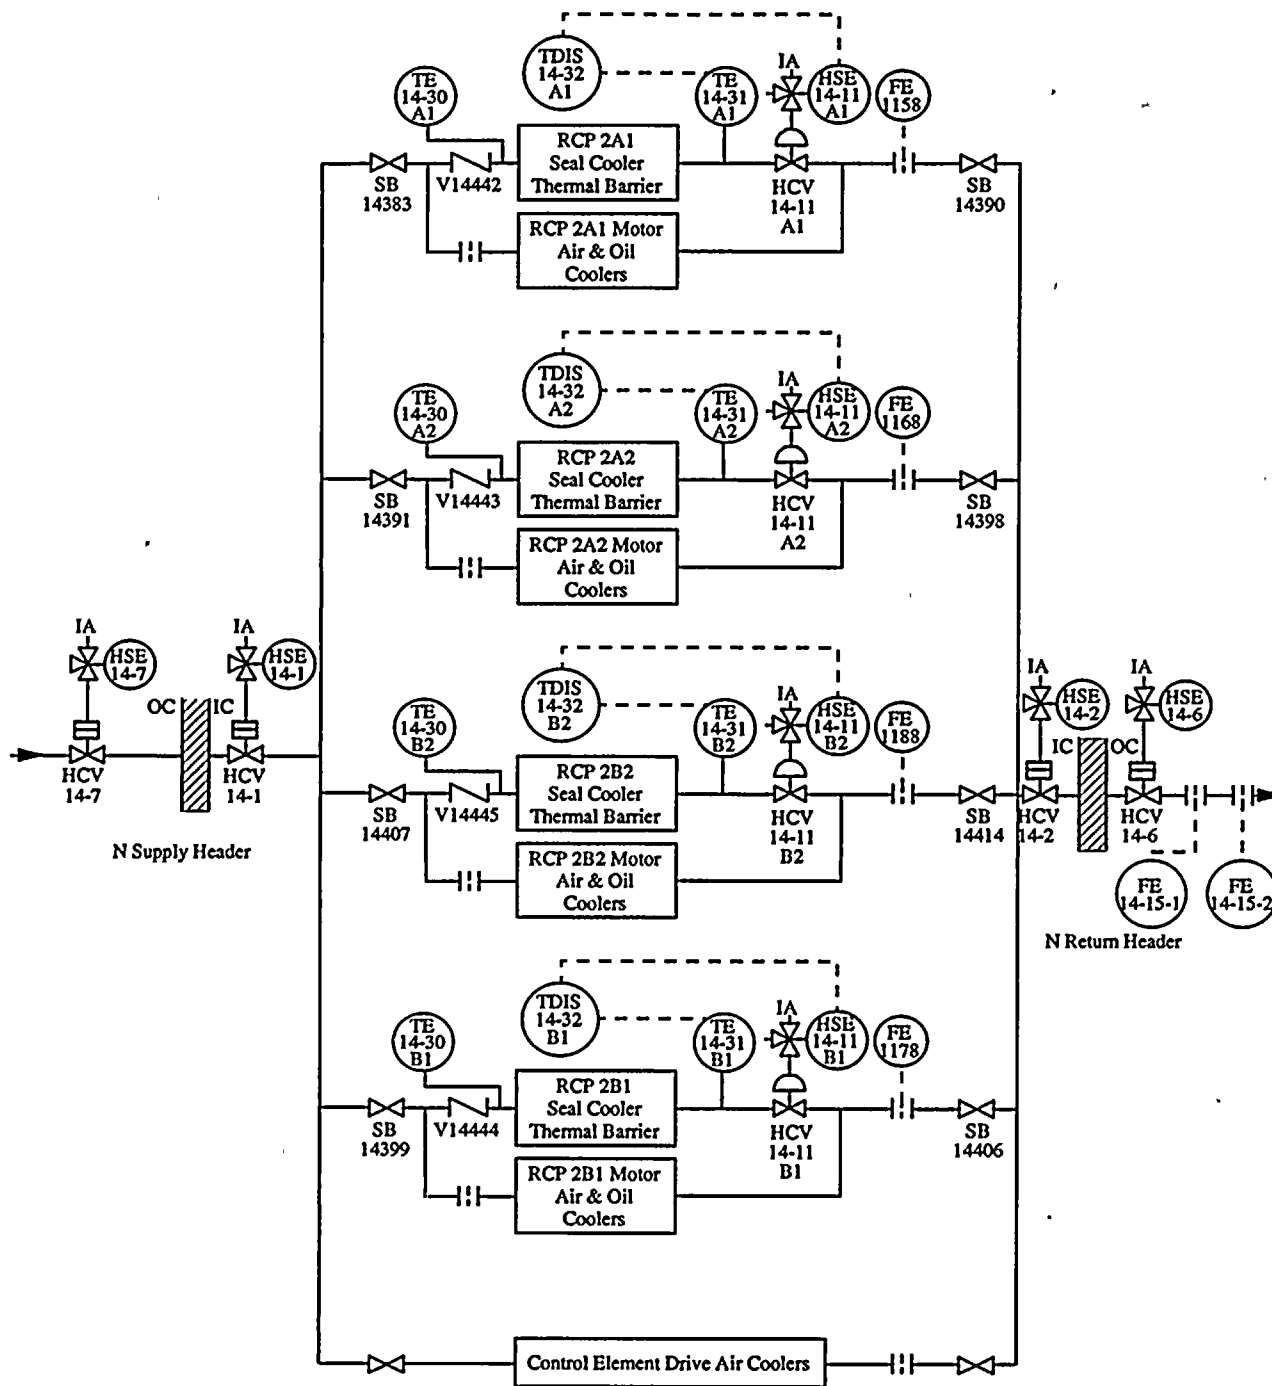 TDIS
14-32
A1
IA
HSE
14-11
A1
TE
14-30
A1
TE
14-31
A1
FE
1158
RCP 2A1
Seal Cooler
Thermal Barrier
SB
14383
V14442
HCV
14-11
A1
SB
14390
RCP 2A1 Motor
Air & Oil
Coolers
TDIS
14-32
A2
IA
HSE
14-11
A2
TE
14-30
A2
TE
14-31
A2
FE
1168
RCP 2A2
Seal Cooler
Thermal Barrier
SB
14391
V14443
HCV
14-11
A2
SB
14398
RCP 2A2 Motor
Air & Oil
Coolers
IA
HSE
14-7
IA
HSE
14-1
OC
IC
HCV
14-7
HCV
14-1
N Supply Header
TDIS
14-32
B2
IA
HSE
14-11
B2
TE
14-30
B2
TE
14-31
B2
FE
1188
RCP 2B2
Seal Cooler
Thermal Barrier
SB
14407
V14445
HCV
14-11
B2
SB
14414
RCP 2B2 Motor
Air & Oil
Coolers
IA
HSE
14-2
IA
HSE
14-6
IC
OC
HCV
14-2
HCV
14-6
FE
14-15-1
FE
14-15-2
N Return Header
TDIS
14-32
B1
IA
HSE
14-11
B1
TE
14-30
B1
TE
14-31
B1
FE
1178
RCP 2B1
Seal Cooler
Thermal Barrier
SB
14399
V14444
HCV
14-11
B1
SB
14406
RCP 2B1 Motor
Air & Oil
Coolers
Control Element Drive Air Coolers